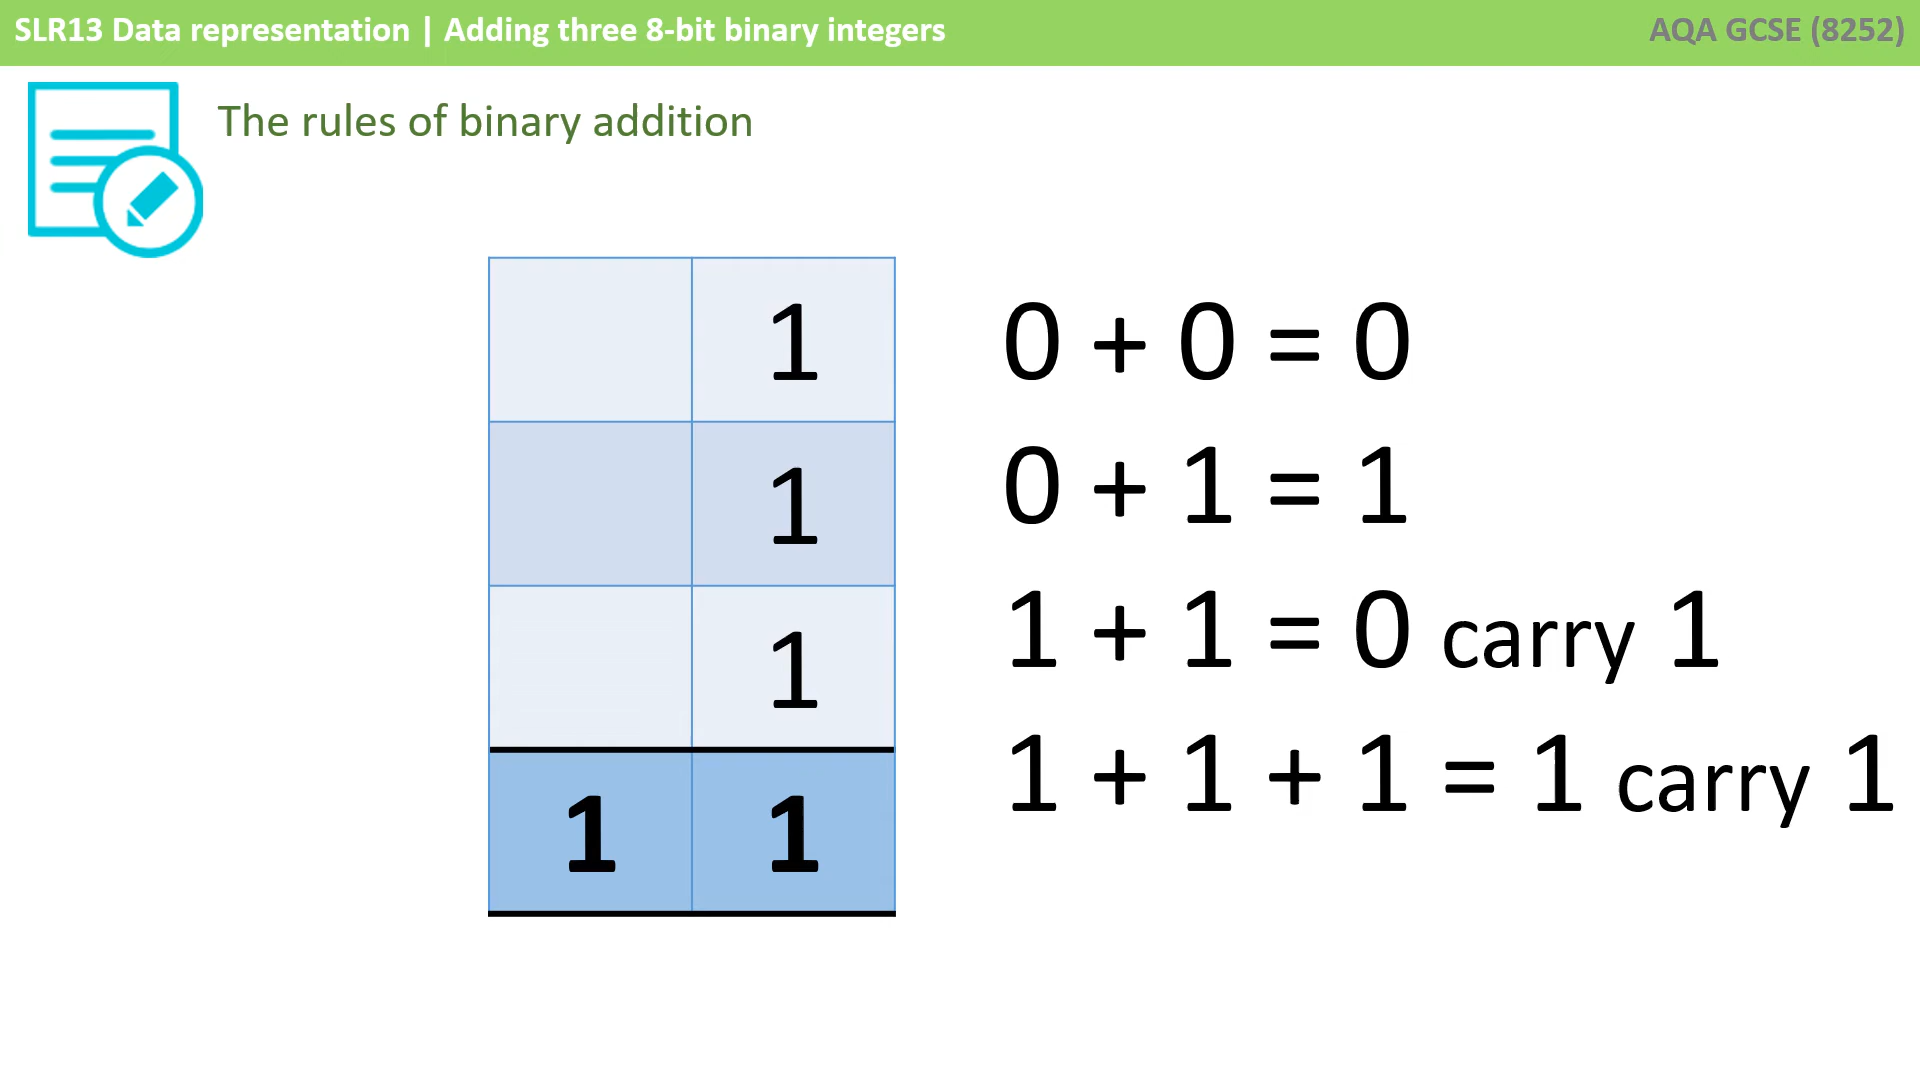 SLR13 Data representation | Adding three 8-bit binary integers
AQA GCSE (8252)
The rules of binary addition
1
1
1
1 1
0 + 0 = 0
0 + 1 = 1
1 + 1 = 0 carry 1
1 + 1 + 1 = 1 carry 1